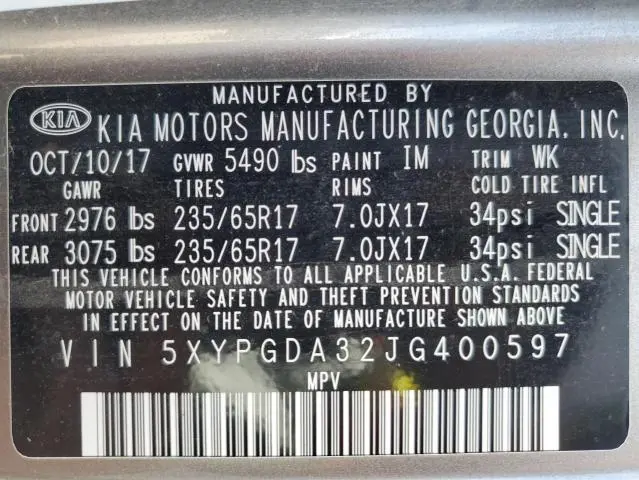 MANUFACTURED BY
KIA KIA MOTORS MANUFACTURING GEORGIA, INC.
OCT/10/17 GVWR 5490 lbs PAINT IM TRIM WK
GAWR TIRES RIMS COLD TIRE INFL
FRONT 2976 lbs 235/65R17 7.0JX17 34psi SINGLE
REAR 3075 lbs 235/65R17 7.0JX17 34psi SINGLE
THIS VEHICLE CONFORMS TO ALL APPLICABLE U.S.A. FEDERAL
MOTOR VEHICLE SAFETY AND THEFT PREVENTION STANDARDS
IN EFFECT ON THE DATE OF MANUFACTURE SHOWN ABOVE
VIN 5XYPGDA32JG400597
MPV